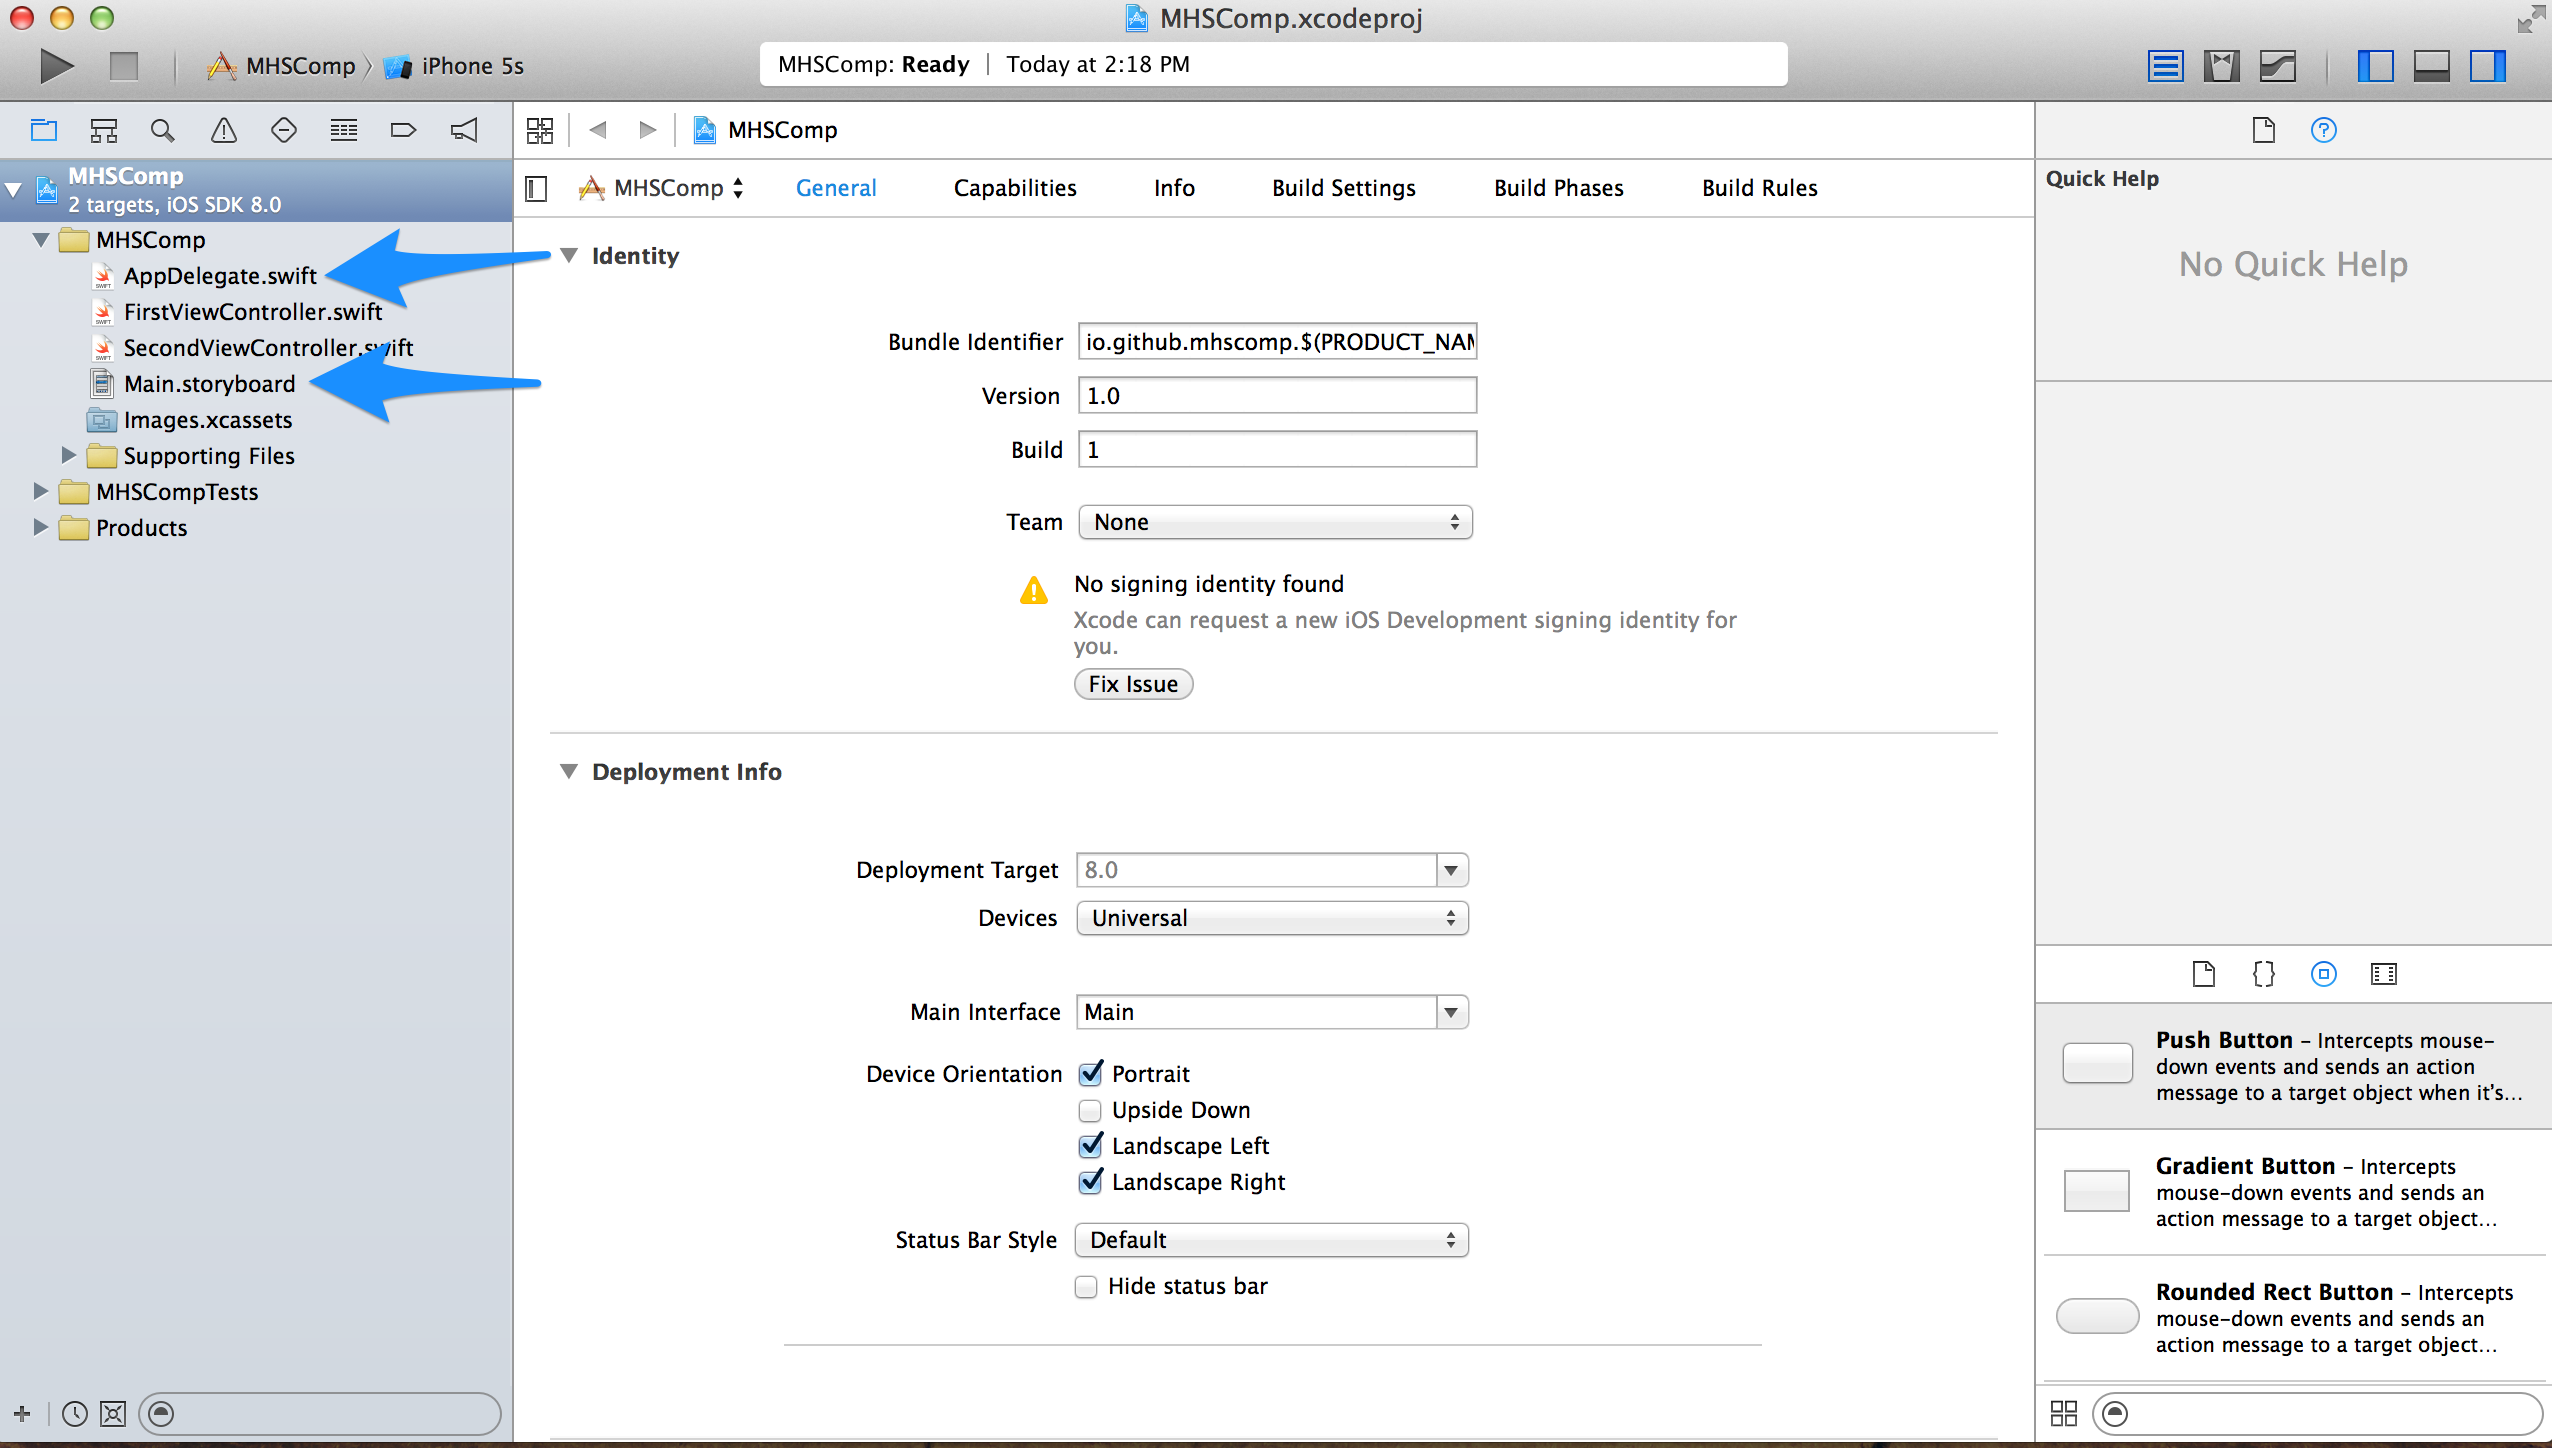 MHSComp.xcodeproj
MHSComp
iPhone 5s
MHSComp: Ready
Today at 2:18 PM
MHSComp
MHSComp
2 targets, iOS SDK 8.0
MHSComp
AppDelegate.swift
FirstViewController.swift
SecondViewController.swift
Main.storyboard
Images.xcassets
Supporting Files
MHSCompTests
Products
MHSComp
General
Capabilities
Info
Build Settings
Build Phases
Build Rules
Identity
Bundle Identifier
io.github.mhscomp.$(PRODUCT_NAM
Version
1.0
Build
1
Team
None
No signing identity found
Xcode can request a new iOS Development signing identity for
you.
Fix Issue
Deployment Info
Deployment Target
8.0
Devices
Universal
Main Interface
Main
Device Orientation
Portrait
Upside Down
Landscape Left
Landscape Right
Status Bar Style
Default
Hide status bar
Quick Help
No Quick Help
Push Button – Intercepts mouse-
down events and sends an action
message to a target object when it's...
Gradient Button – Intercepts
mouse-down events and sends an
action message to a target object...
Rounded Rect Button – Intercepts
mouse-down events and sends an
action message to a target object...